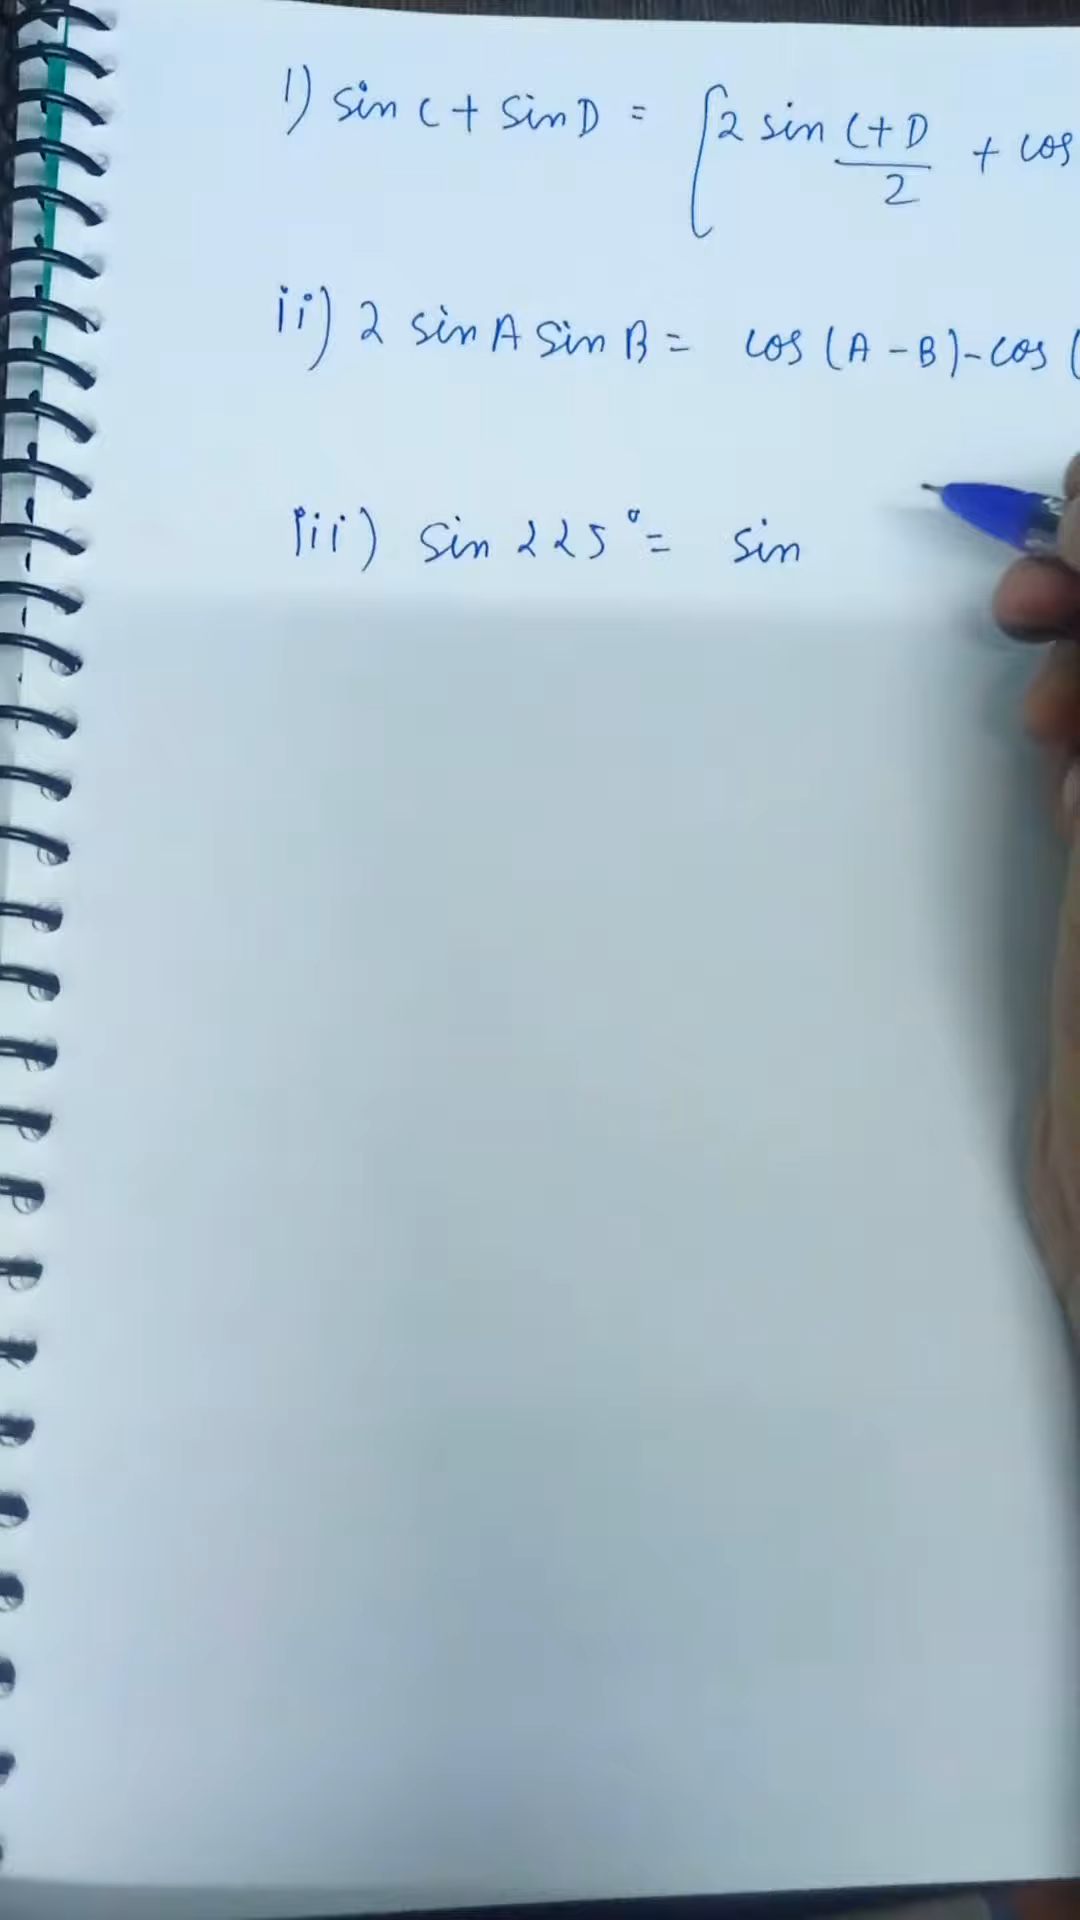 1) sin C + sin D = [2 sin (C+D)/2 + cos
ii) 2 sin A sin B = cos (A - B) - cos (
iii) sin 225° = sin